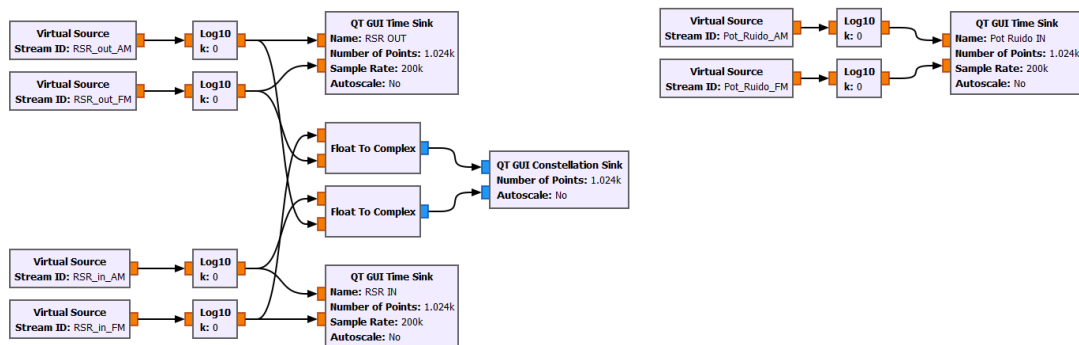 Virtual Source
Stream ID: RSR_out_AM
Log10
k: 0
QT GUI Time Sink
Name: RSR OUT
Number of Points: 1.024k
Sample Rate: 200k
Autoscale: No
Virtual Source
Stream ID: RSR_out_FM
Log10
k: 0
Float To Complex
QT GUI Constellation Sink
Number of Points: 1.024k
Autoscale: No
Float To Complex
Virtual Source
Stream ID: RSR_in_AM
Log10
k: 0
QT GUI Time Sink
Name: RSR IN
Number of Points: 1.024k
Sample Rate: 200k
Autoscale: No
Virtual Source
Stream ID: RSR_in_FM
Log10
k: 0
Virtual Source
Stream ID: Pot_Ruido_AM
Log10
k: 0
QT GUI Time Sink
Name: Pot Ruido IN
Number of Points: 1.024k
Sample Rate: 200k
Autoscale: No
Virtual Source
Stream ID: Pot_Ruido_FM
Log10
k: 0